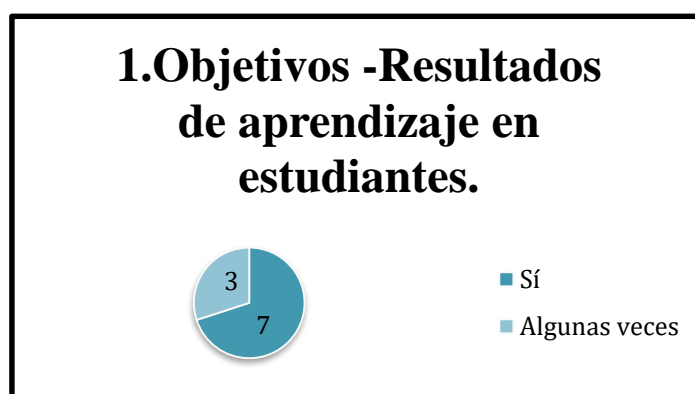 1.Objetivos -Resultados
de aprendizaje en
estudiantes.
3
7
Sí
Algunas veces